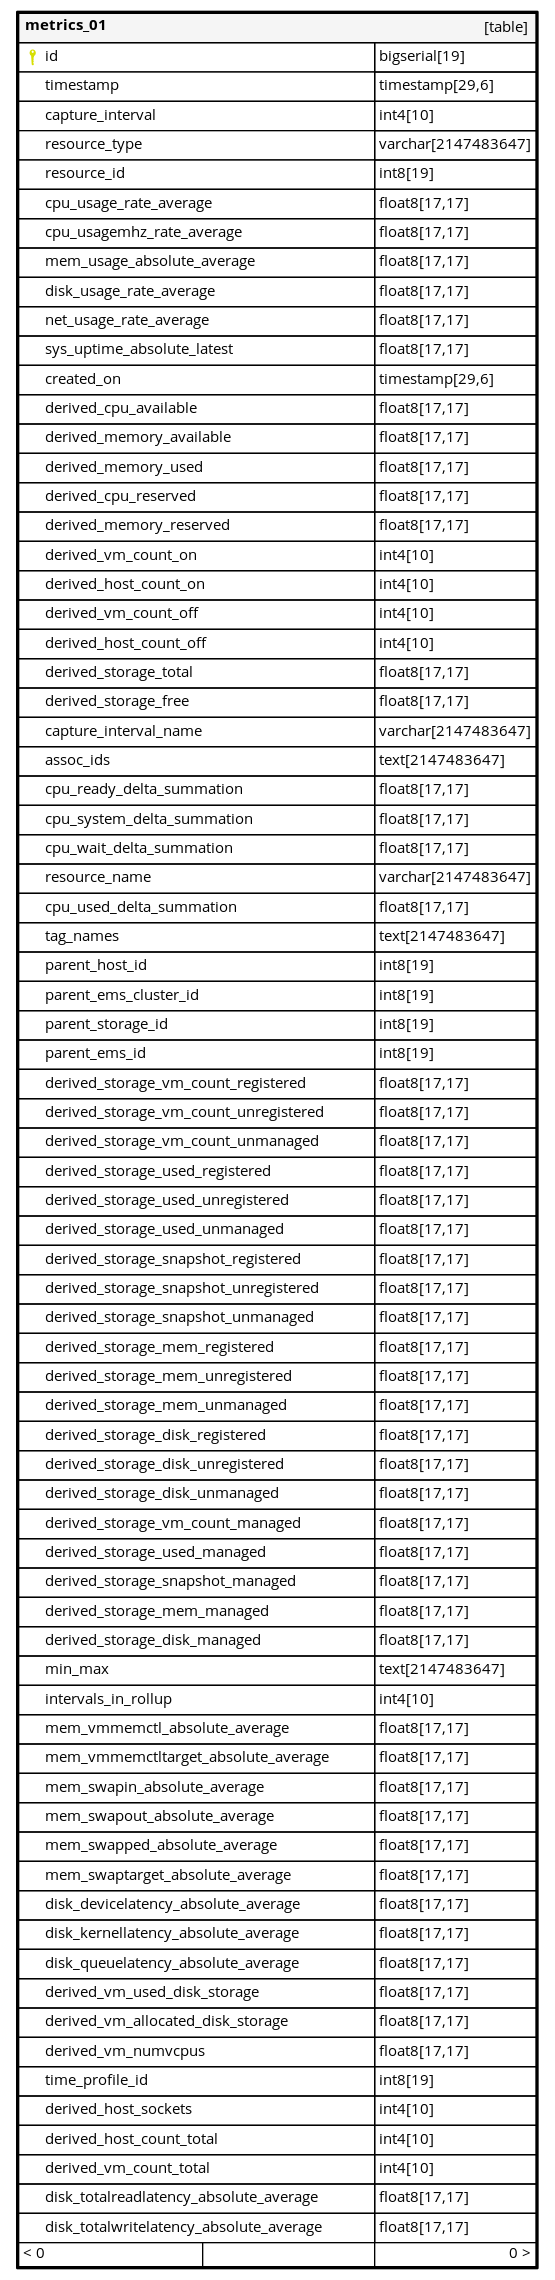 metrics_01 [table]
id bigserial[19]
timestamp timestamp[29,6]
capture_interval int4[10]
resource_type varchar[2147483647]
resource_id int8[19]
cpu_usage_rate_average float8[17,17]
cpu_usagemhz_rate_average float8[17,17]
mem_usage_absolute_average float8[17,17]
disk_usage_rate_average float8[17,17]
net_usage_rate_average float8[17,17]
sys_uptime_absolute_latest float8[17,17]
created_on timestamp[29,6]
derived_cpu_available float8[17,17]
derived_memory_available float8[17,17]
derived_memory_used float8[17,17]
derived_cpu_reserved float8[17,17]
derived_memory_reserved float8[17,17]
derived_vm_count_on int4[10]
derived_host_count_on int4[10]
derived_vm_count_off int4[10]
derived_host_count_off int4[10]
derived_storage_total float8[17,17]
derived_storage_free float8[17,17]
capture_interval_name varchar[2147483647]
assoc_ids text[2147483647]
cpu_ready_delta_summation float8[17,17]
cpu_system_delta_summation float8[17,17]
cpu_wait_delta_summation float8[17,17]
resource_name varchar[2147483647]
cpu_used_delta_summation float8[17,17]
tag_names text[2147483647]
parent_host_id int8[19]
parent_ems_cluster_id int8[19]
parent_storage_id int8[19]
parent_ems_id int8[19]
derived_storage_vm_count_registered float8[17,17]
derived_storage_vm_count_unregistered float8[17,17]
derived_storage_vm_count_unmanaged float8[17,17]
derived_storage_used_registered float8[17,17]
derived_storage_used_unregistered float8[17,17]
derived_storage_used_unmanaged float8[17,17]
derived_storage_snapshot_registered float8[17,17]
derived_storage_snapshot_unregistered float8[17,17]
derived_storage_snapshot_unmanaged float8[17,17]
derived_storage_mem_registered float8[17,17]
derived_storage_mem_unregistered float8[17,17]
derived_storage_mem_unmanaged float8[17,17]
derived_storage_disk_registered float8[17,17]
derived_storage_disk_unregistered float8[17,17]
derived_storage_disk_unmanaged float8[17,17]
derived_storage_vm_count_managed float8[17,17]
derived_storage_used_managed float8[17,17]
derived_storage_snapshot_managed float8[17,17]
derived_storage_mem_managed float8[17,17]
derived_storage_disk_managed float8[17,17]
min_max text[2147483647]
intervals_in_rollup int4[10]
mem_vmmemctl_absolute_average float8[17,17]
mem_vmmemctltarget_absolute_average float8[17,17]
mem_swapin_absolute_average float8[17,17]
mem_swapout_absolute_average float8[17,17]
mem_swapped_absolute_average float8[17,17]
mem_swaptarget_absolute_average float8[17,17]
disk_devicelatency_absolute_average float8[17,17]
disk_kernellatency_absolute_average float8[17,17]
disk_queuelatency_absolute_average float8[17,17]
derived_vm_used_disk_storage float8[17,17]
derived_vm_allocated_disk_storage float8[17,17]
derived_vm_numvcpus float8[17,17]
time_profile_id int8[19]
derived_host_sockets int4[10]
derived_host_count_total int4[10]
derived_vm_count_total int4[10]
disk_totalreadlatency_absolute_average float8[17,17]
disk_totalwritelatency_absolute_average float8[17,17]
< 0 0 >